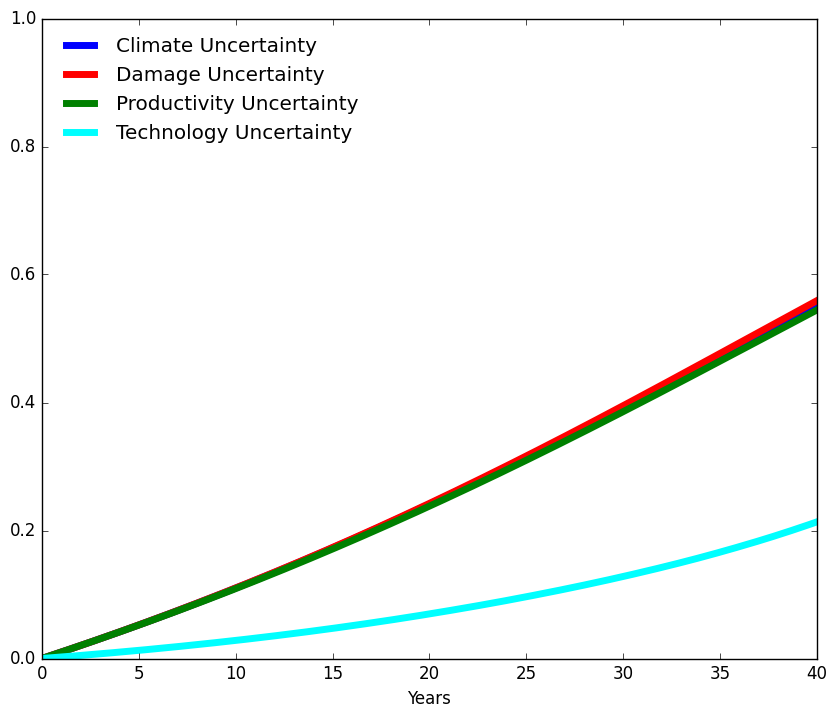 1.0
Climate Uncertainty
Damage Uncertainty
Productivity Uncertainty
Technology Uncertainty
0.8
0.6
0.4
0.2
0.0
0 5 10 15 20 25 30 35 40
Years